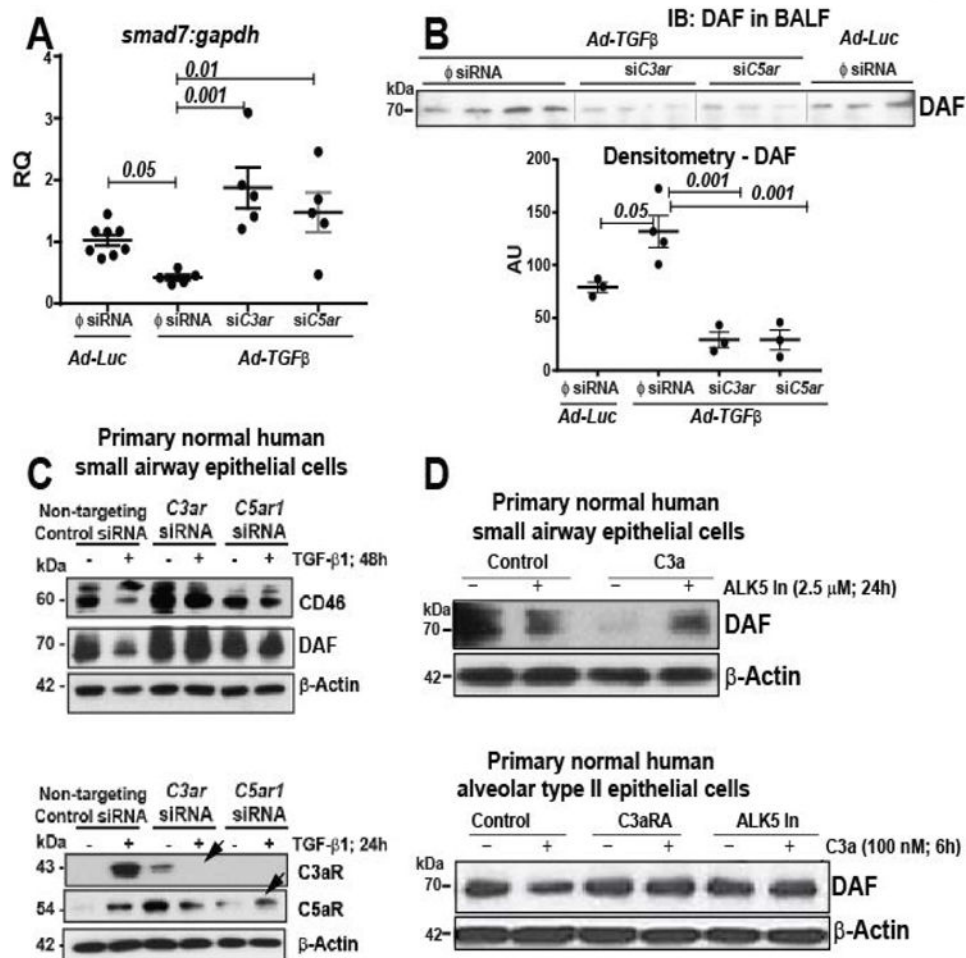 A
smad7:gapdh
RQ
4
3
2
1
0
0.01
0.001
0.05
ϕ siRNA ϕ siRNA siC3ar siC5ar
Ad-Luc Ad-TGFβ
B
IB: DAF in BALF
Ad-TGFβ Ad-Luc
ϕ siRNA siC3ar siC5ar ϕ siRNA
kDa
70 DAF
Densitometry - DAF
AU
200
150
100
50
0
0.001
0.05 0.001
ϕ siRNA ϕ siRNA siC3ar siC5ar
Ad-Luc Ad-TGFβ
C
Primary normal human
small airway epithelial cells
Non-targeting C3ar C5ar1
Control siRNA siRNA siRNA
kDa - + - + - + TGF-β1; 48h
60 - CD46
70 - DAF
42 - β-Actin
Non-targeting C3ar C5ar1
Control siRNA siRNA siRNA
kDa - + - + - + TGF-β1; 24h
43 - C3aR
54 - C5aR
42 - β-Actin
D
Primary normal human
small airway epithelial cells
Control C3a
- + - + ALK5 In (2.5 μM; 24h)
kDa
70 DAF
42 - β-Actin
Primary normal human
alveolar type II epithelial cells
Control C3aRA ALK5 In
- + - + - + C3a (100 nM; 6h)
kDa
70 DAF
42 β-Actin